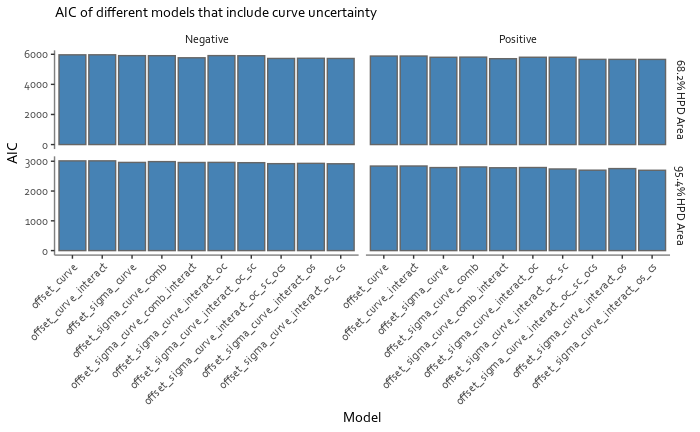 AIC of different models that include curve uncertainty
Negative
Positive
6000
4000
2000
0
68.2% HPD Area
3000
2000
1000
0
95.4% HPD Area
AIC
offset_curve
offset_curve_interact
offset_sigma_curve
offset_sigma_curve_comb
offset_sigma_curve_comb_interact
offset_sigma_curve_interact_oc
offset_sigma_curve_interact_oc_sc
offset_sigma_curve_interact_oc_sc_ocs
offset_sigma_curve_interact_os
offset_sigma_curve_interact_os_cs
offset_curve
offset_curve_interact
offset_sigma_curve
offset_sigma_curve_comb
offset_sigma_curve_comb_interact
offset_sigma_curve_interact_oc
offset_sigma_curve_interact_oc_sc
offset_sigma_curve_interact_oc_sc_ocs
offset_sigma_curve_interact_os
offset_sigma_curve_interact_os_cs
Model